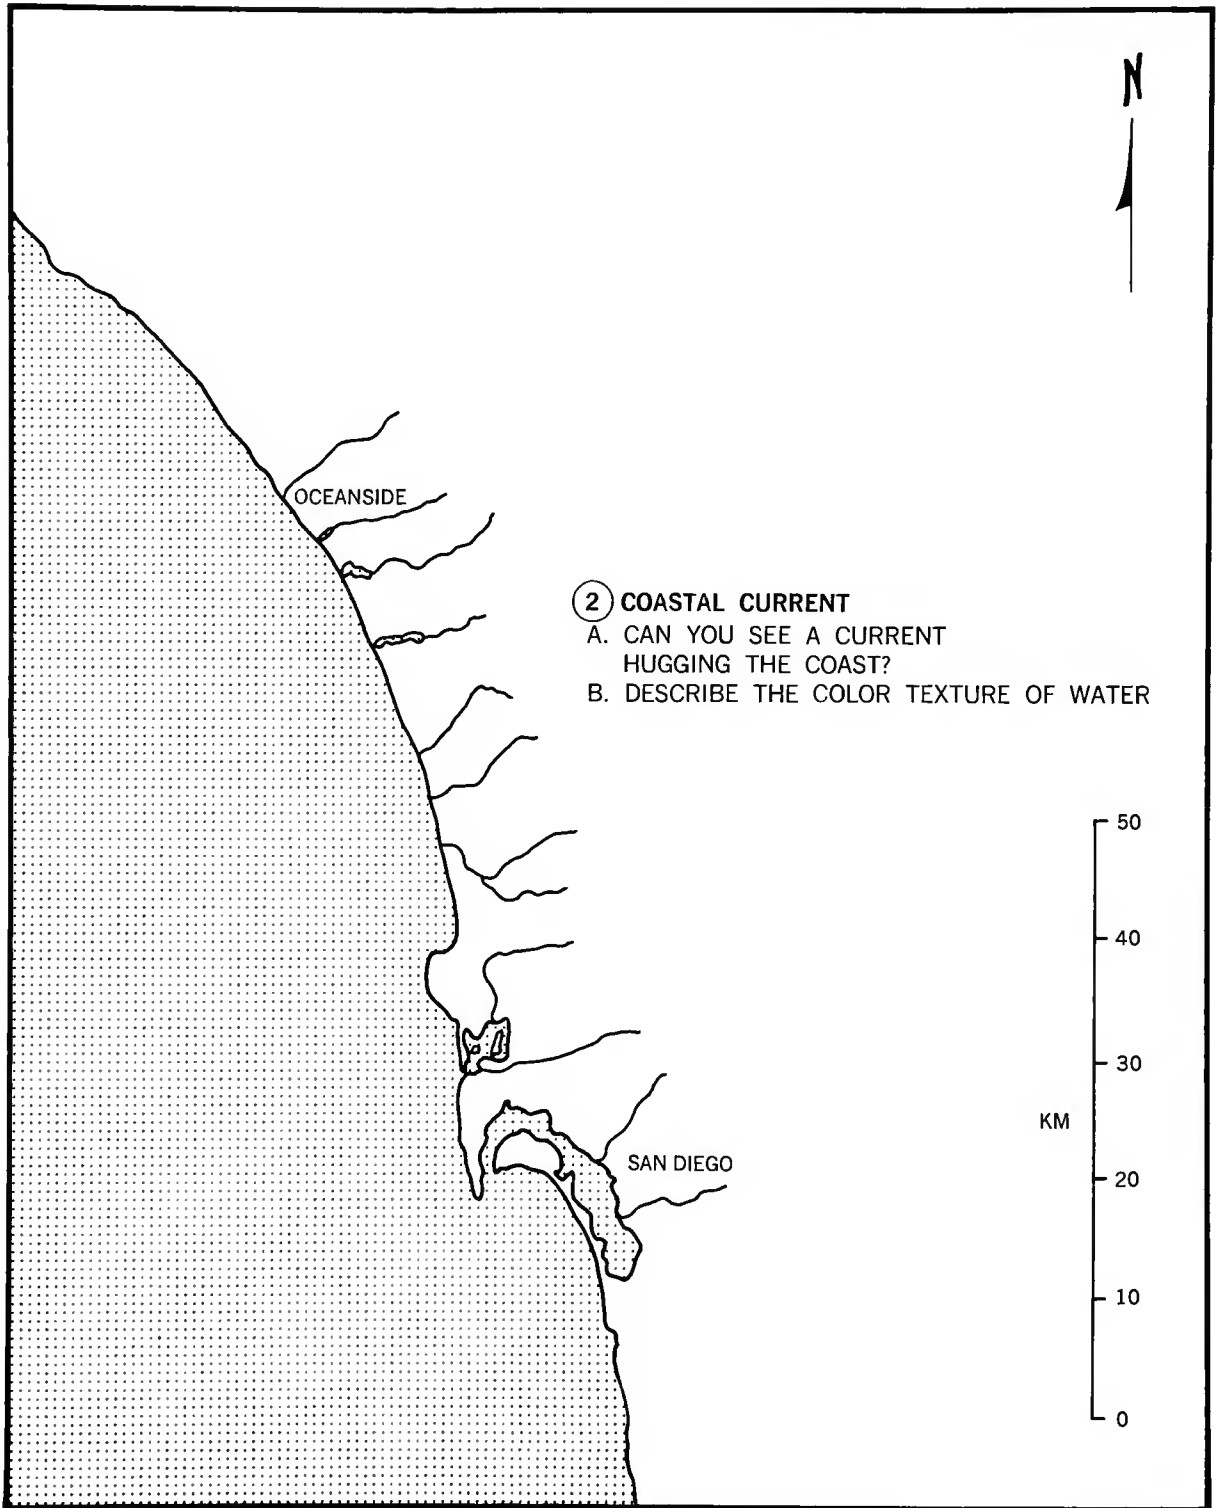 N
OCEANSIDE
2 COASTAL CURRENT
A. CAN YOU SEE A CURRENT
HUGGING THE COAST?
B. DESCRIBE THE COLOR TEXTURE OF WATER
50
40
30
KM
SAN DIEGO
20
10
0